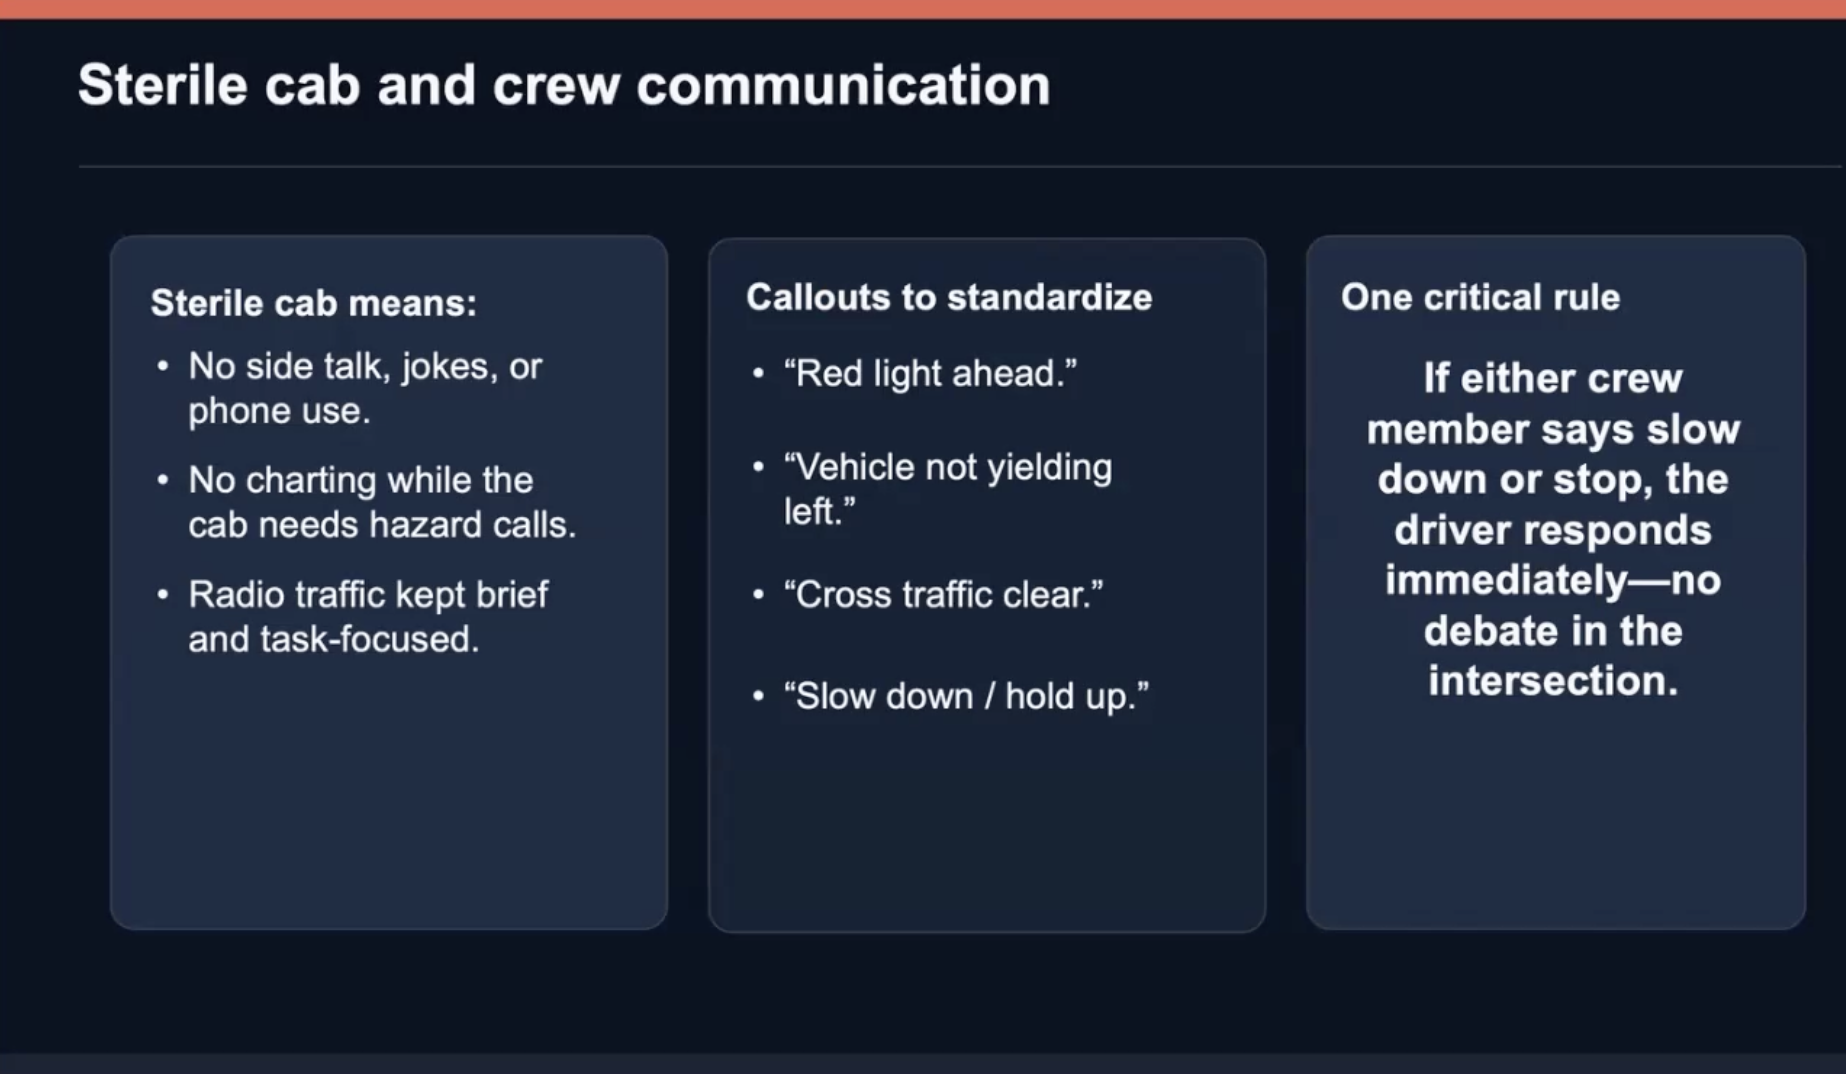 Sterile cab and crew communication
Sterile cab means:
• No side talk, jokes, or
phone use.
• No charting while the
cab needs hazard calls.
• Radio traffic kept brief
and task-focused.
Callouts to standardize
• “Red light ahead.”
• “Vehicle not yielding
left.”
• “Cross traffic clear.”
• “Slow down / hold up.”
One critical rule
If either crew
member says slow
down or stop, the
driver responds
immediately—no
debate in the
intersection.